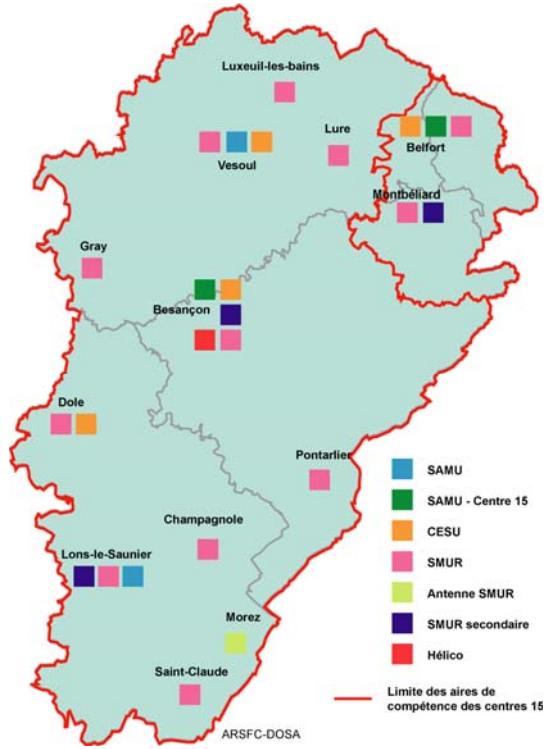 Luxeuil-les-bains
Lure
Vesoul
Belfort
Montbéliard
Gray
Besançon
Dole
Pontarlier
Champagnole
Lons-le-Saunier
Morez
Saint-Claude
SAMU
SAMU - Centre 15
CESU
SMUR
Antenne SMUR
SMUR secondaire
Hélico
Limite des aires de
compétence des centres 15
ARSFC-DOSA